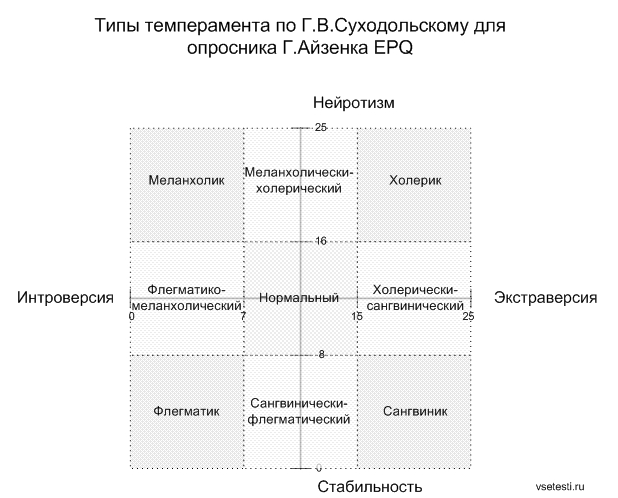 Типы темперамента по Г.В.Суходольскому для
опросника Г.Айзенка EPQ
Нейротизм
25
Меланхолик
Меланхолически-
холерический
Холерик
16
Интроверсия
Флегматико-
меланхолический
Нормальный
Холерически-
сангвинический
Экстраверсия
0
7
15
25
8
Флегматик
Сангвинически-
флегматический
Сангвиник
0
Стабильность
vsetesti.ru